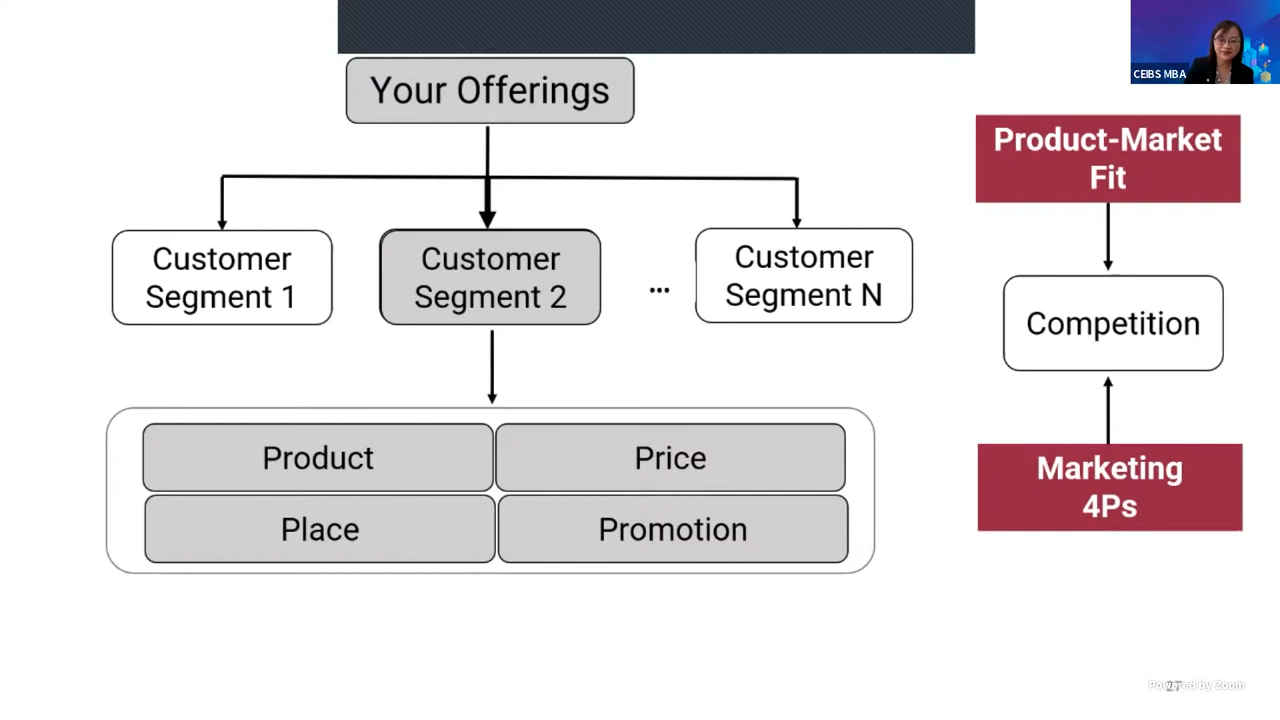 CEIBS MBA
Your Offerings
Customer
Segment 1
Customer
Segment 2
...
Customer
Segment N
Product
Price
Place
Promotion
Product-Market
Fit
Competition
Marketing
4Ps
Powered by Zoom
27